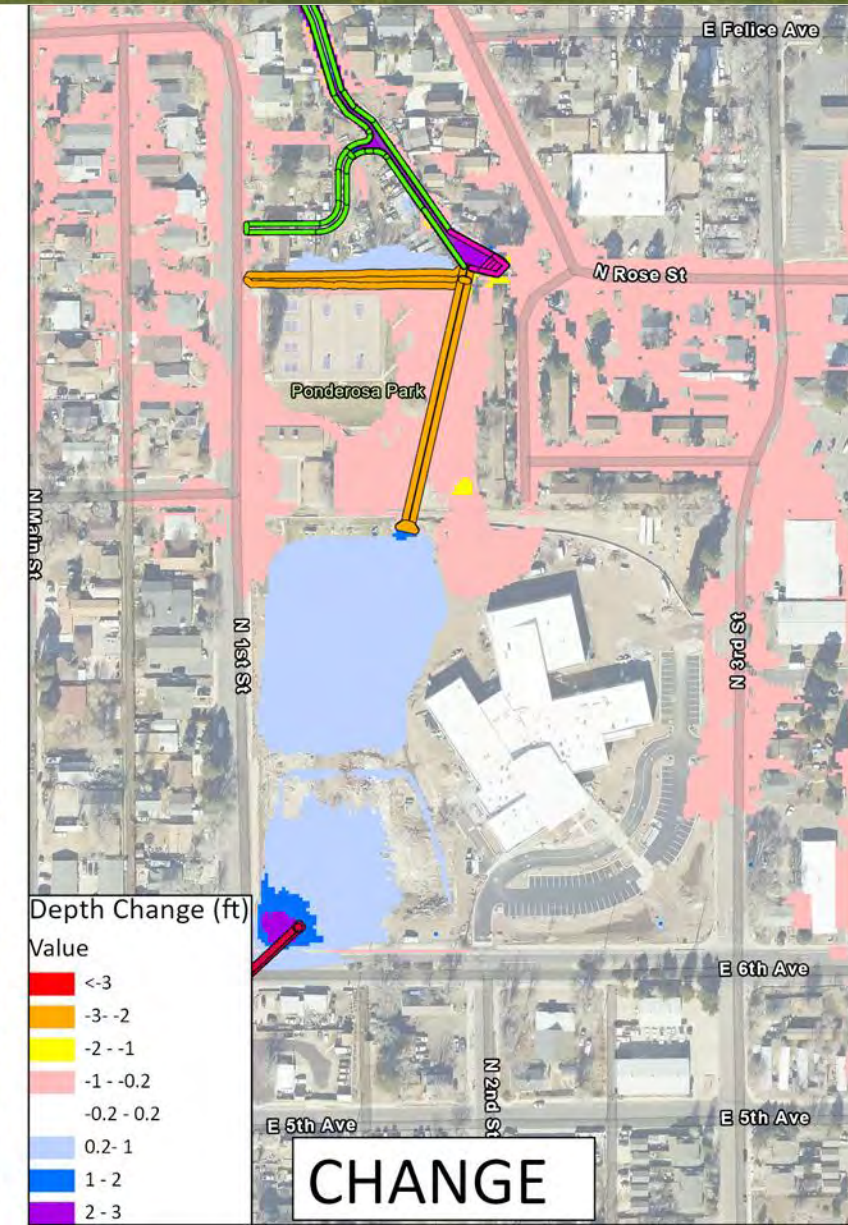 E Felice Ave
N Rose St
Ponderosa Park
N Main St
N 1st St
N 3rd St
E 6th Ave
N 2nd St
E 5th Ave
E 5th Ave
Depth Change (ft)
Value
<-3
-3- -2
-2 - -1
-1 - -0.2
-0.2 - 0.2
0.2- 1
1 - 2
2 - 3
CHANGE